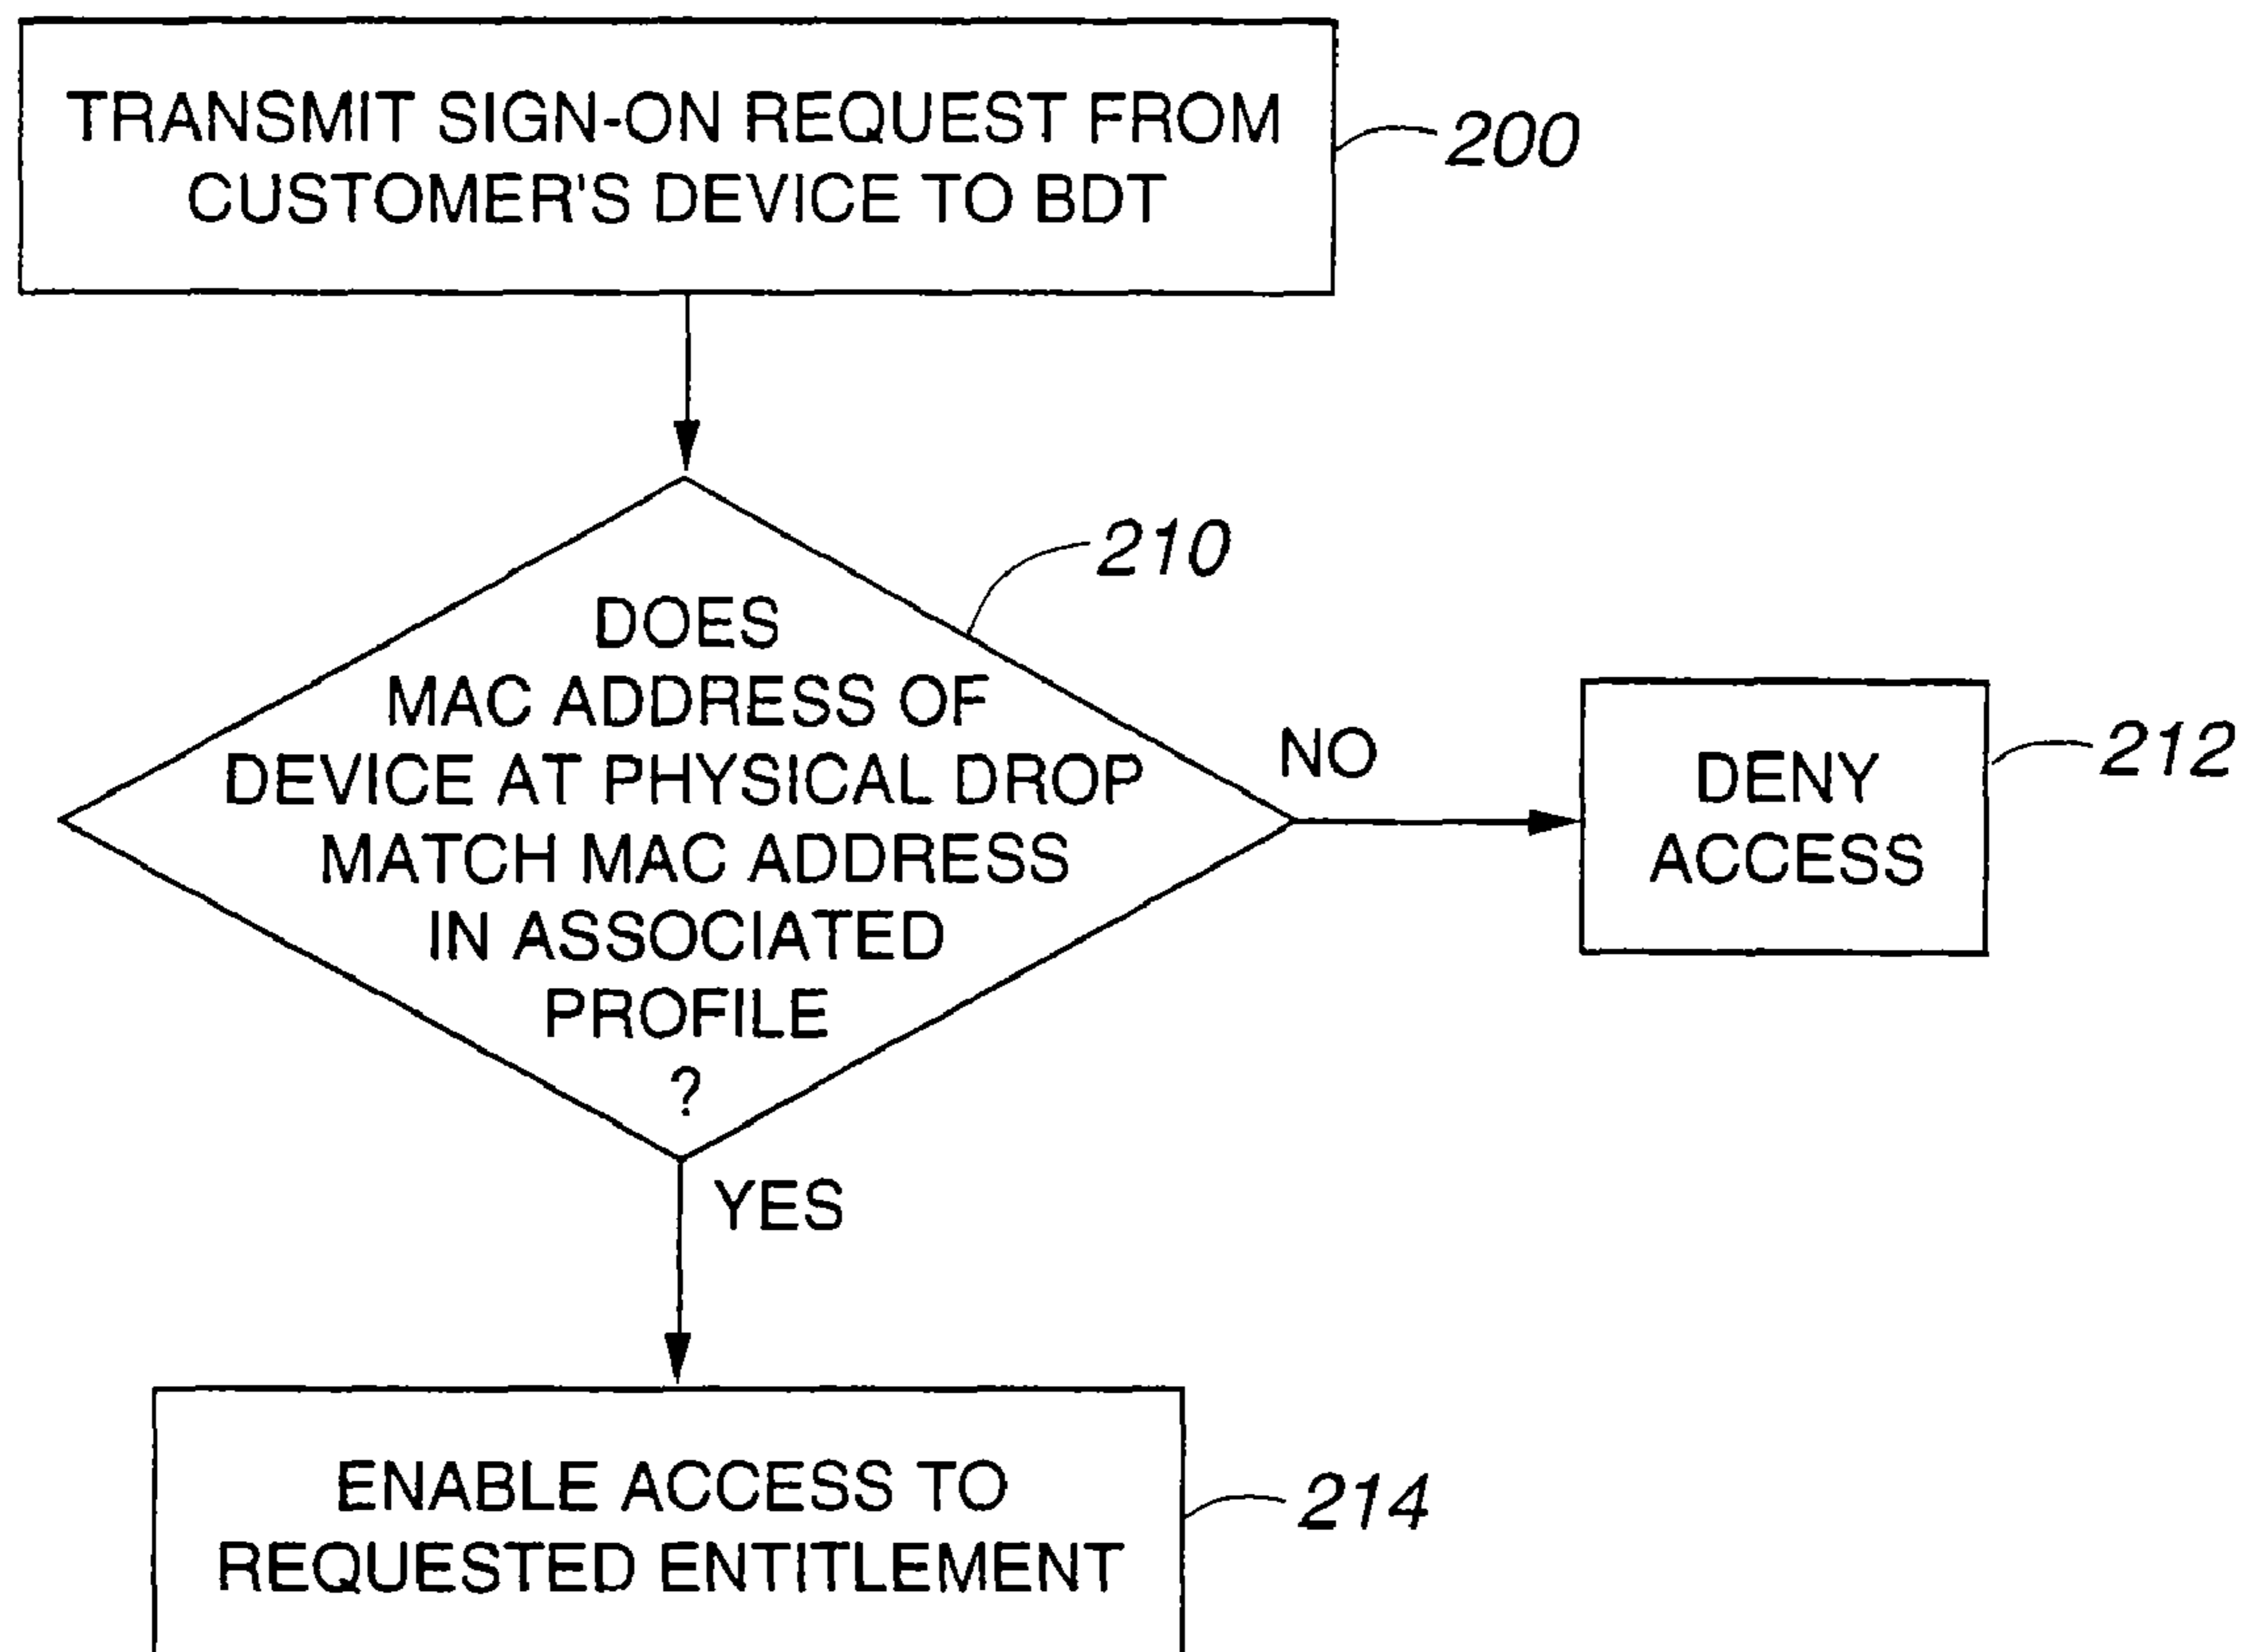 TRANSMIT SIGN-ON REQUEST FROM
CUSTOMER'S DEVICE TO BDT
200
210
DOES
MAC ADDRESS OF
DEVICE AT PHYSICAL DROP
MATCH MAC ADDRESS
IN ASSOCIATED
PROFILE
?
NO
DENY
ACCESS
212
YES
ENABLE ACCESS TO
REQUESTED ENTITLEMENT
214